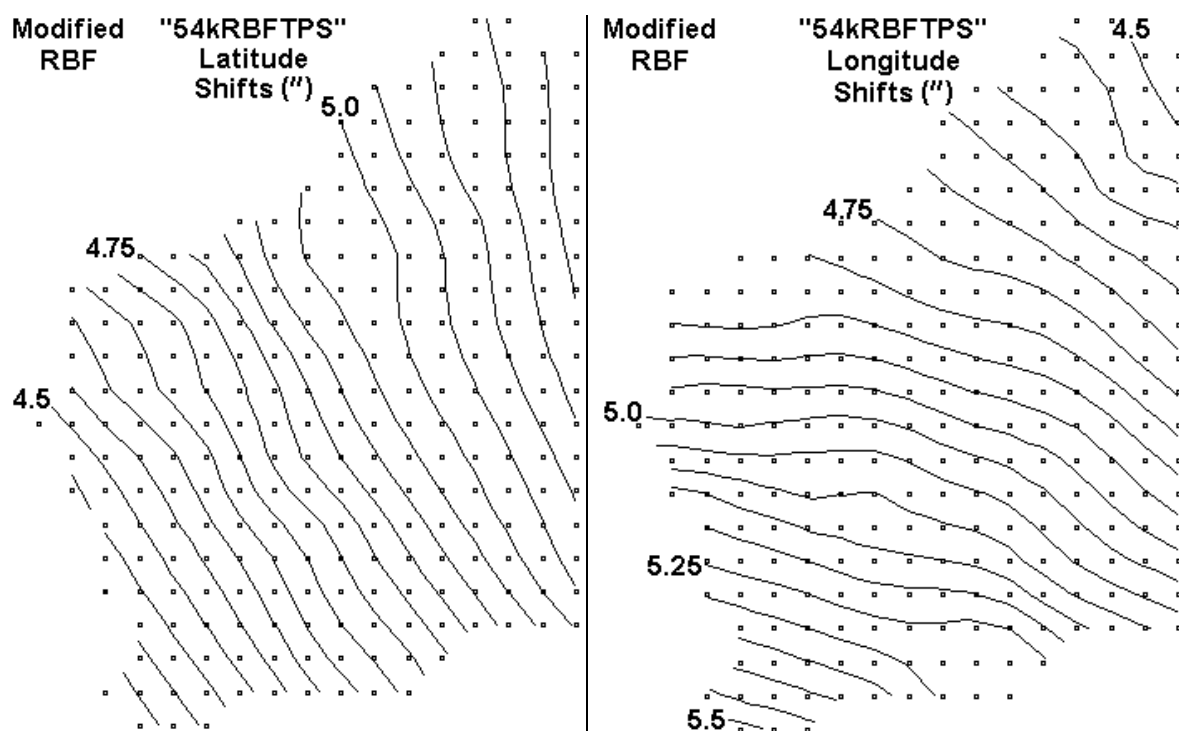 Modified
RBF
"54kRBFTPS"
Latitude
Shifts (")
5.0
4.75
4.5
Modified
RBF
"54kRBFTPS"
Longitude
Shifts (")
4.5
4.75
5.0
5.25
5.5